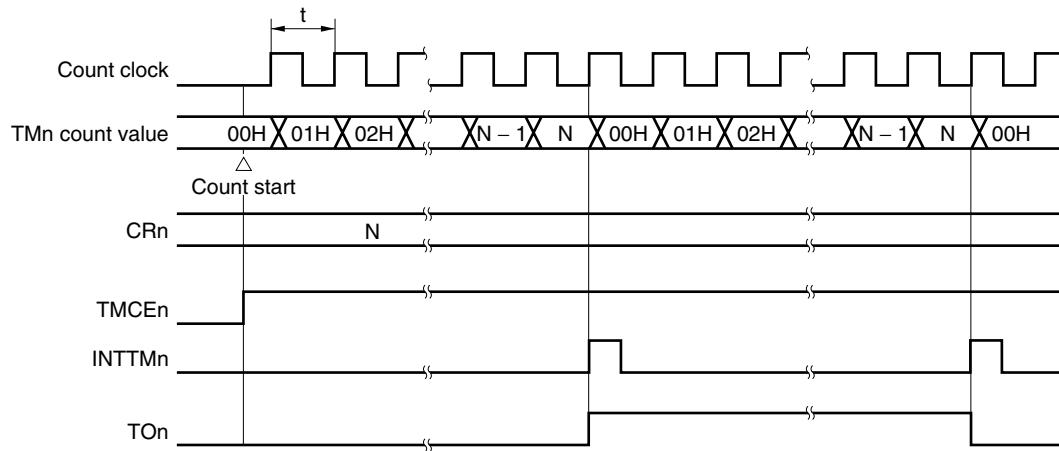 t
Count clock
TMn count value 00H 01H 02H N − 1 N 00H 01H 02H N − 1 N 00H
Count start
CRn N
TMCEn
INTTMn
TOn